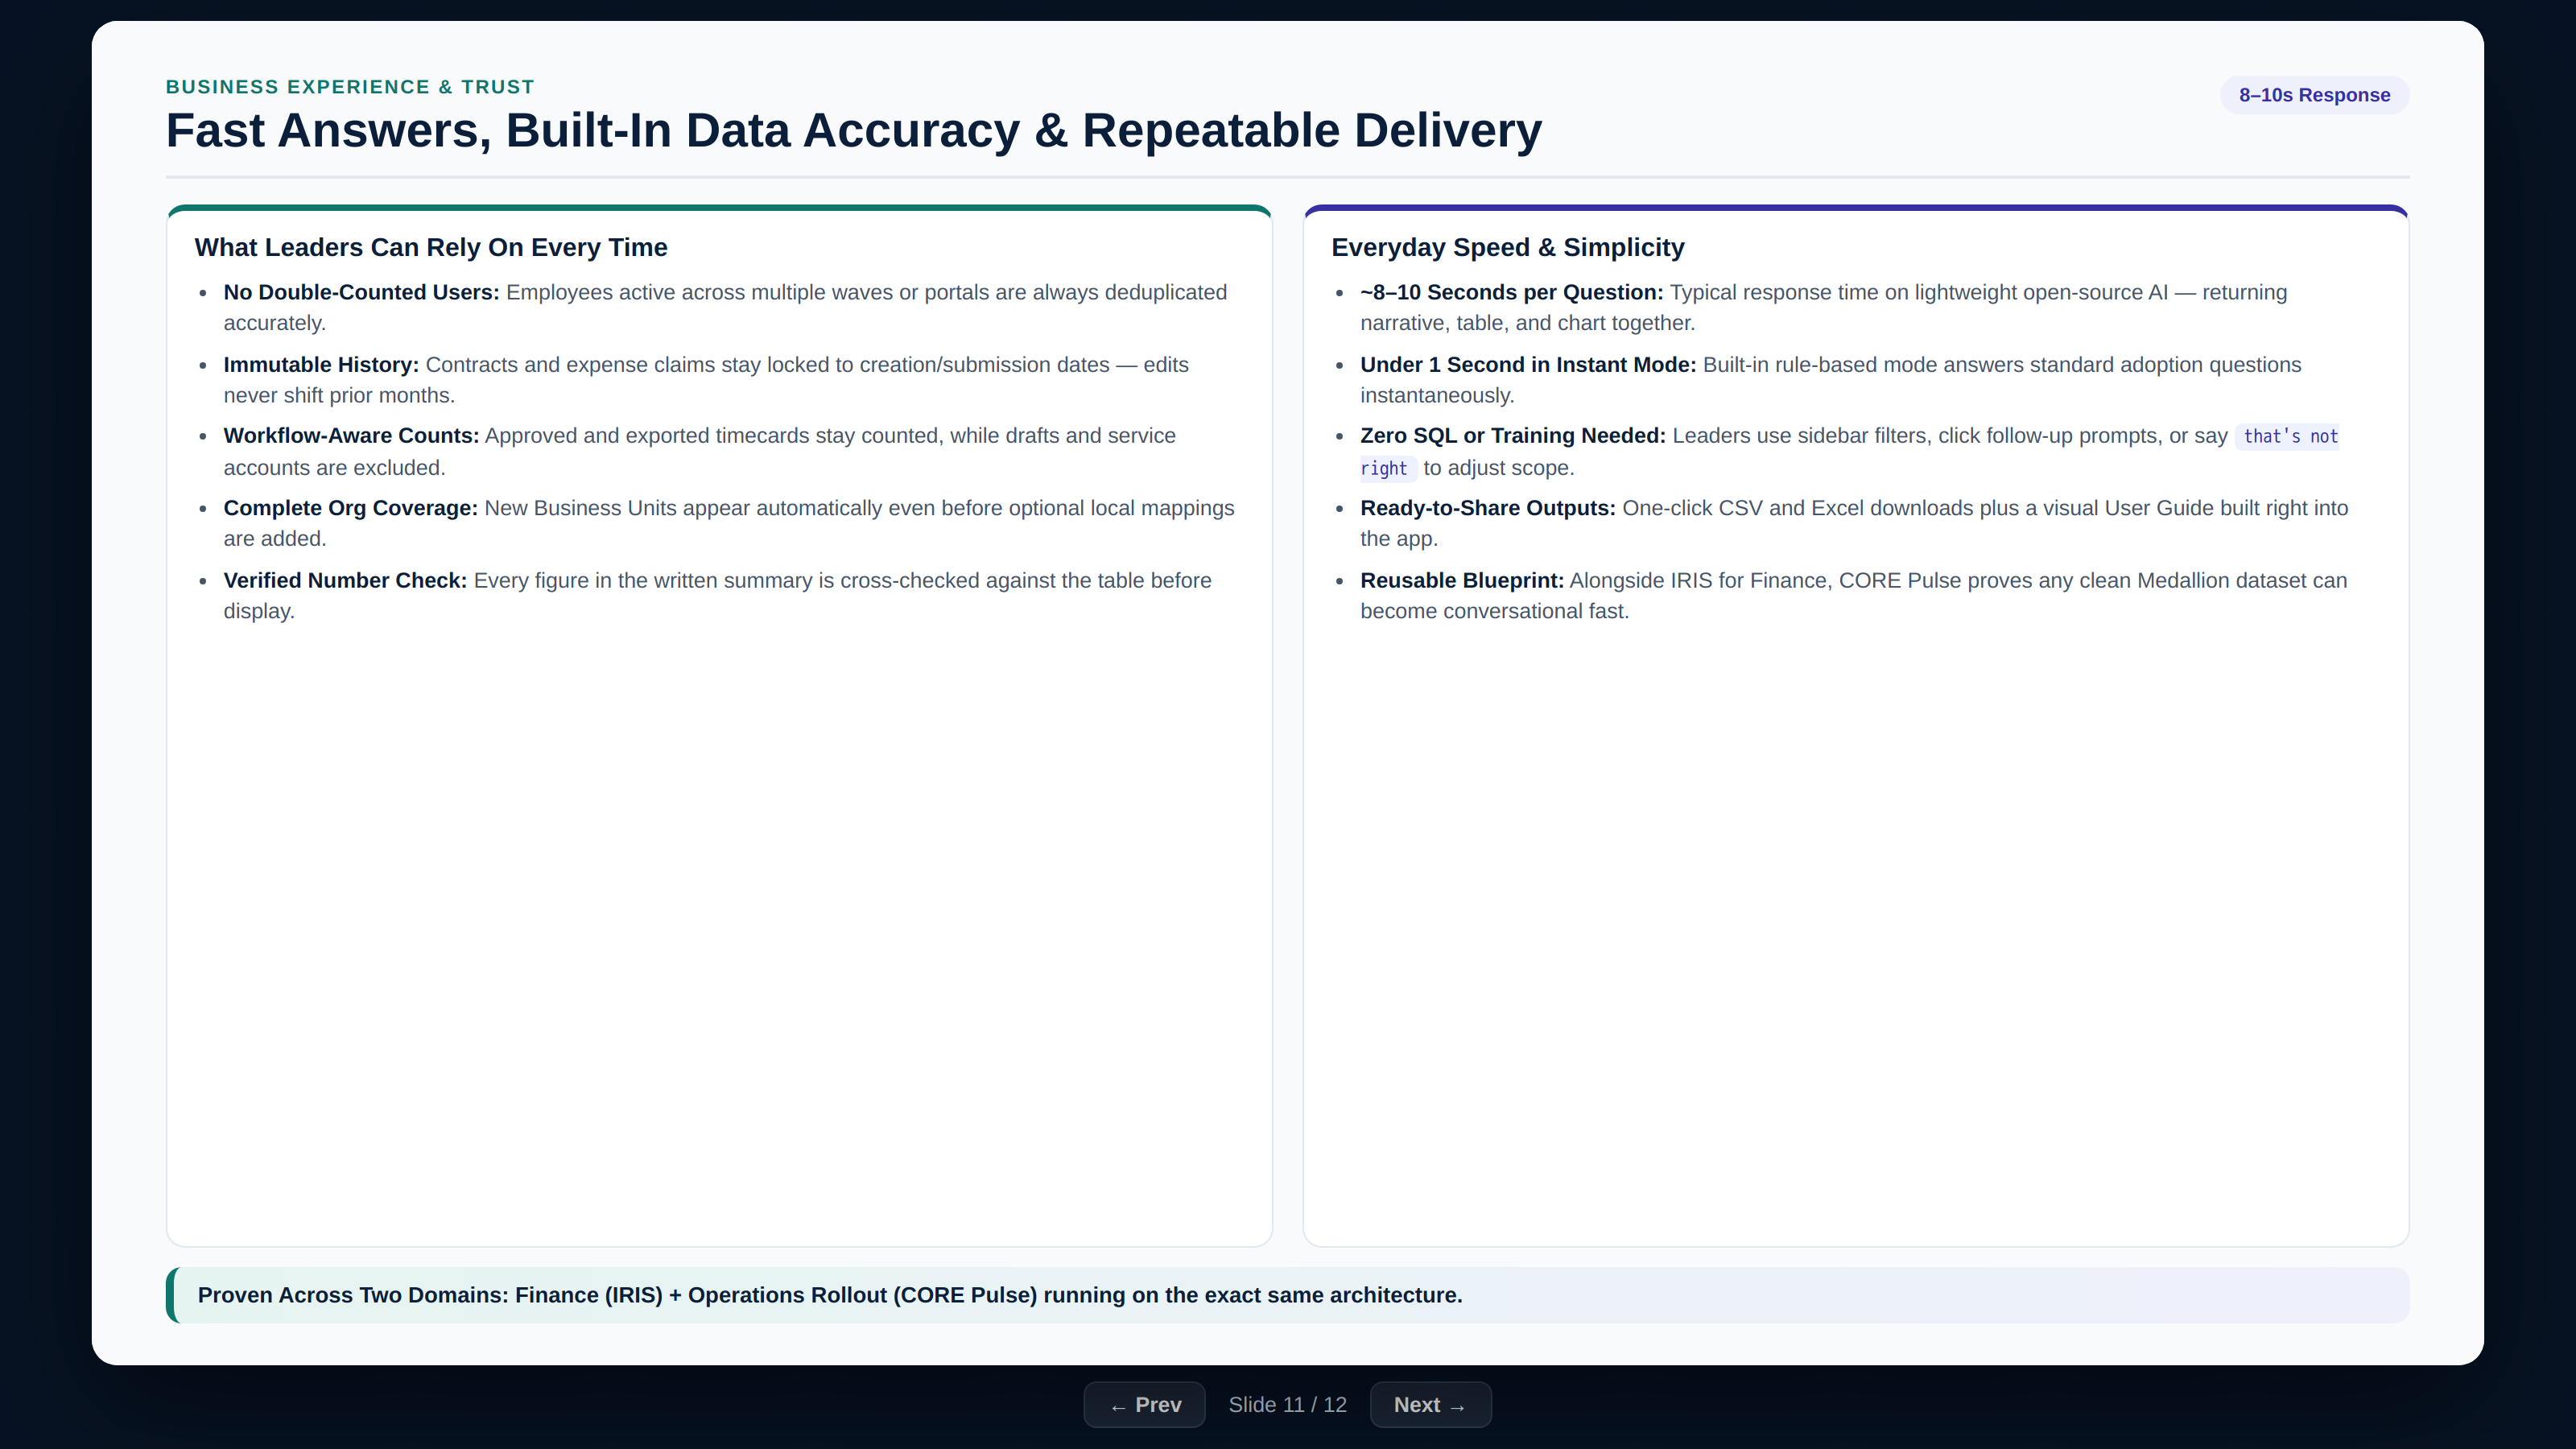 BUSINESS EXPERIENCE & TRUST
Fast Answers, Built-In Data Accuracy & Repeatable Delivery
8–10s Response
What Leaders Can Rely On Every Time
• No Double-Counted Users: Employees active across multiple waves or portals are always deduplicated
accurately.
• Immutable History: Contracts and expense claims stay locked to creation/submission dates — edits
never shift prior months.
• Workflow-Aware Counts: Approved and exported timecards stay counted, while drafts and service
accounts are excluded.
• Complete Org Coverage: New Business Units appear automatically even before optional local mappings
are added.
• Verified Number Check: Every figure in the written summary is cross-checked against the table before
display.
Everyday Speed & Simplicity
• ~8–10 Seconds per Question: Typical response time on lightweight open-source AI — returning
narrative, table, and chart together.
• Under 1 Second in Instant Mode: Built-in rule-based mode answers standard adoption questions
instantaneously.
• Zero SQL or Training Needed: Leaders use sidebar filters, click follow-up prompts, or say that's not
right to adjust scope.
• Ready-to-Share Outputs: One-click CSV and Excel downloads plus a visual User Guide built right into
the app.
• Reusable Blueprint: Alongside IRIS for Finance, CORE Pulse proves any clean Medallion dataset can
become conversational fast.
Proven Across Two Domains: Finance (IRIS) + Operations Rollout (CORE Pulse) running on the exact same architecture.
← Prev
Slide 11 / 12
Next →